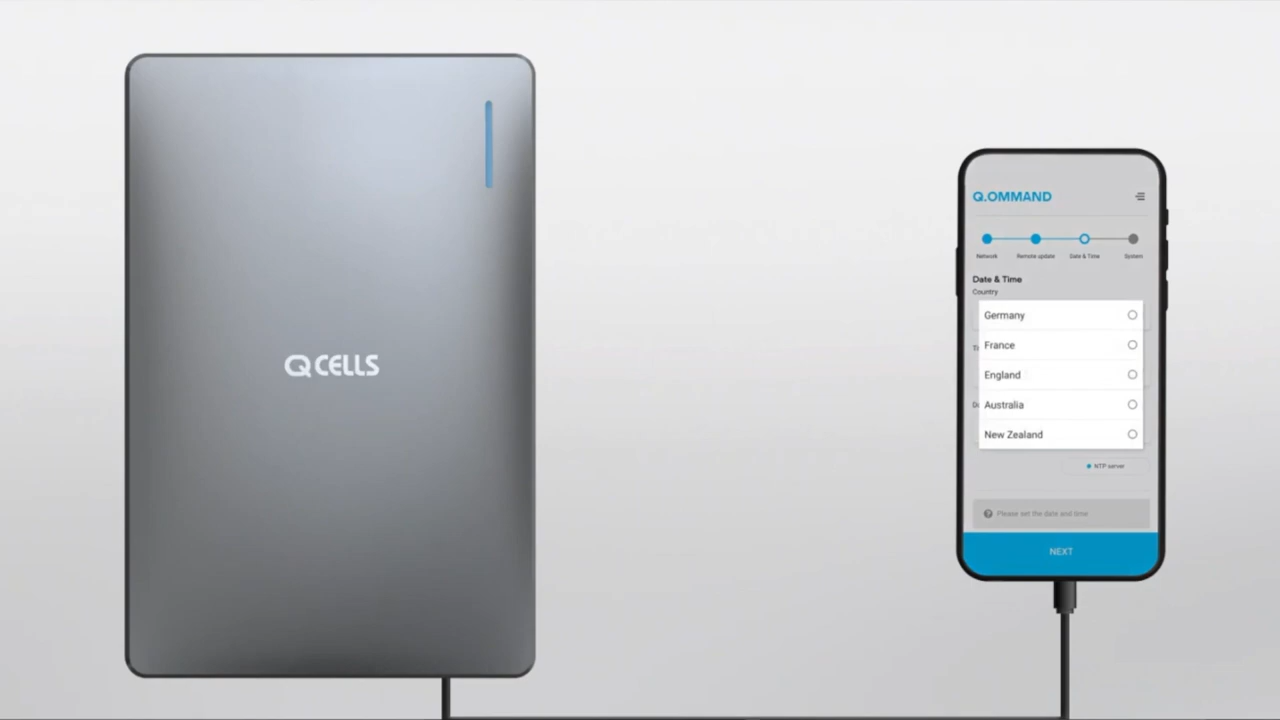 Q CELLS
Q.OMMAND
Network Remote update Date & Time System
Date & Time
Country
Germany
France
England
Australia
New Zealand
NTP server
Please set the date and time
NEXT